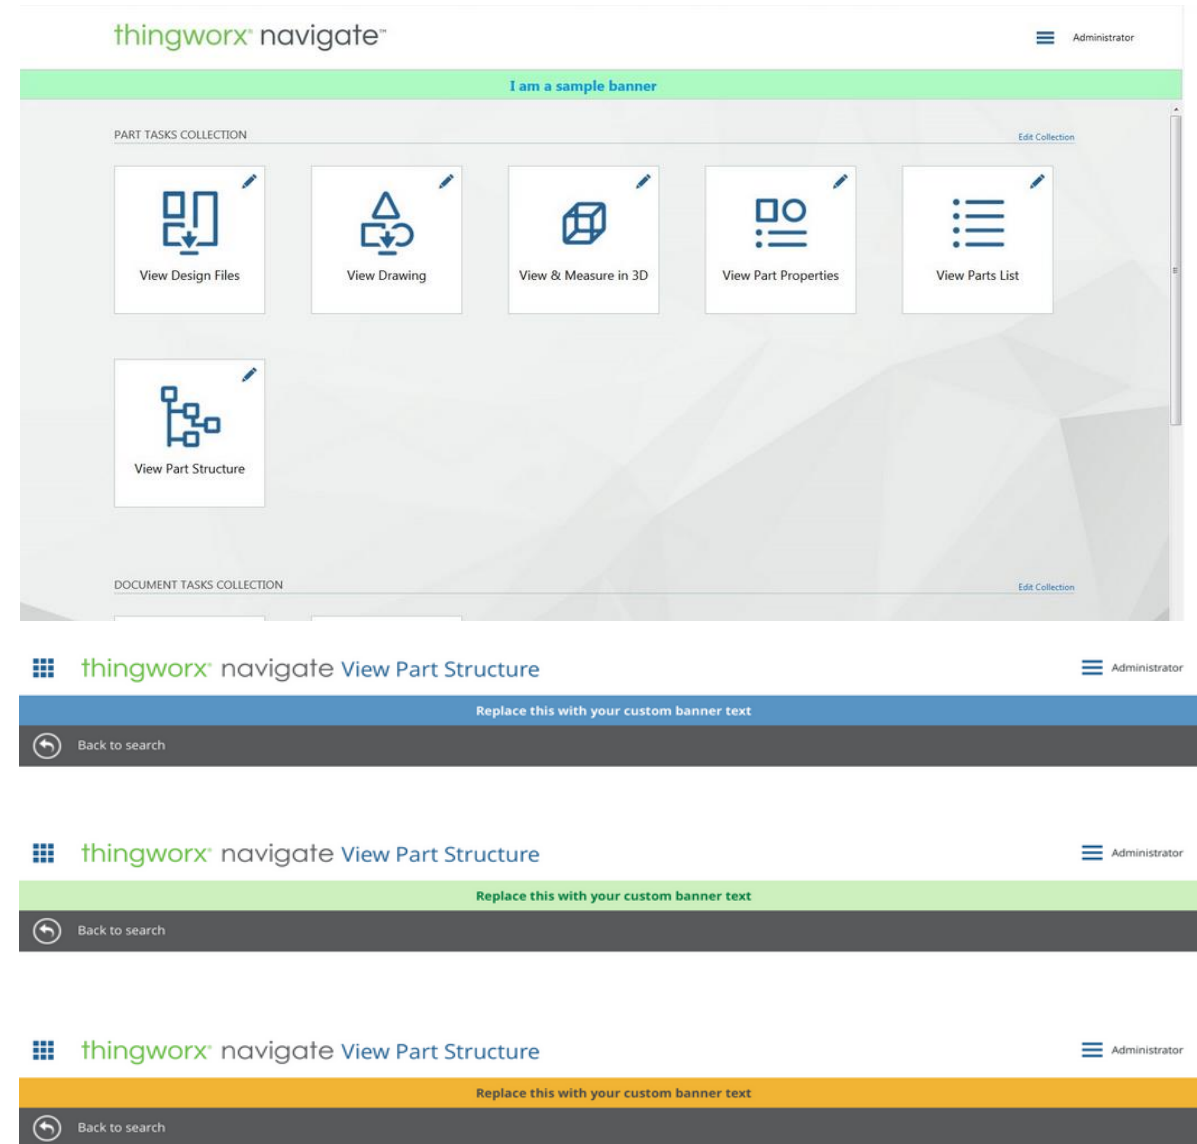 thingworx® navigate™
Administrator
I am a sample banner
PART TASKS COLLECTION
Edit Collection
View Design Files
View Drawing
View & Measure in 3D
View Part Properties
View Parts List
View Part Structure
DOCUMENT TASKS COLLECTION
Edit Collection
thingworx® navigate View Part Structure
Administrator
Replace this with your custom banner text
Back to search
thingworx® navigate View Part Structure
Administrator
Replace this with your custom banner text
Back to search
thingworx® navigate View Part Structure
Administrator
Replace this with your custom banner text
Back to search